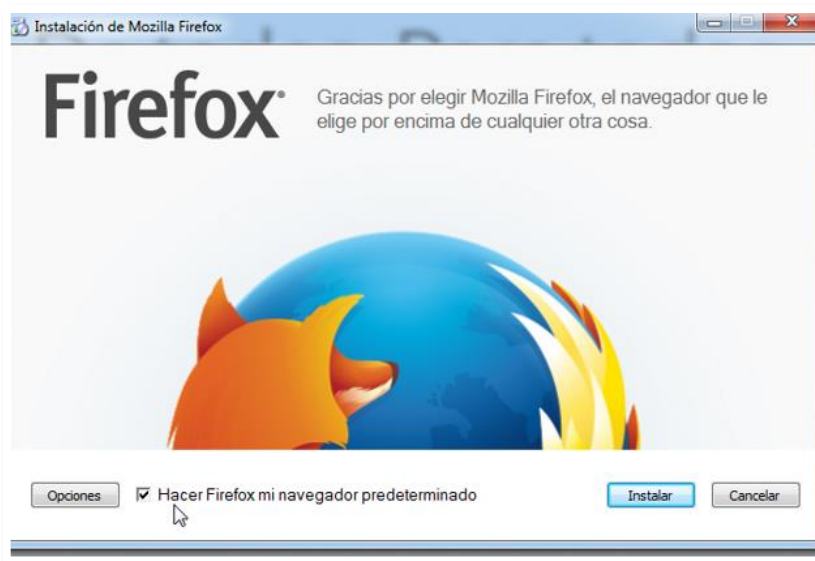 Instalación de Mozilla Firefox
Firefox®
Gracias por elegir Mozilla Firefox, el navegador que le
elige por encima de cualquier otra cosa.
Opciones
Hacer Firefox mi navegador predeterminado
Instalar
Cancelar